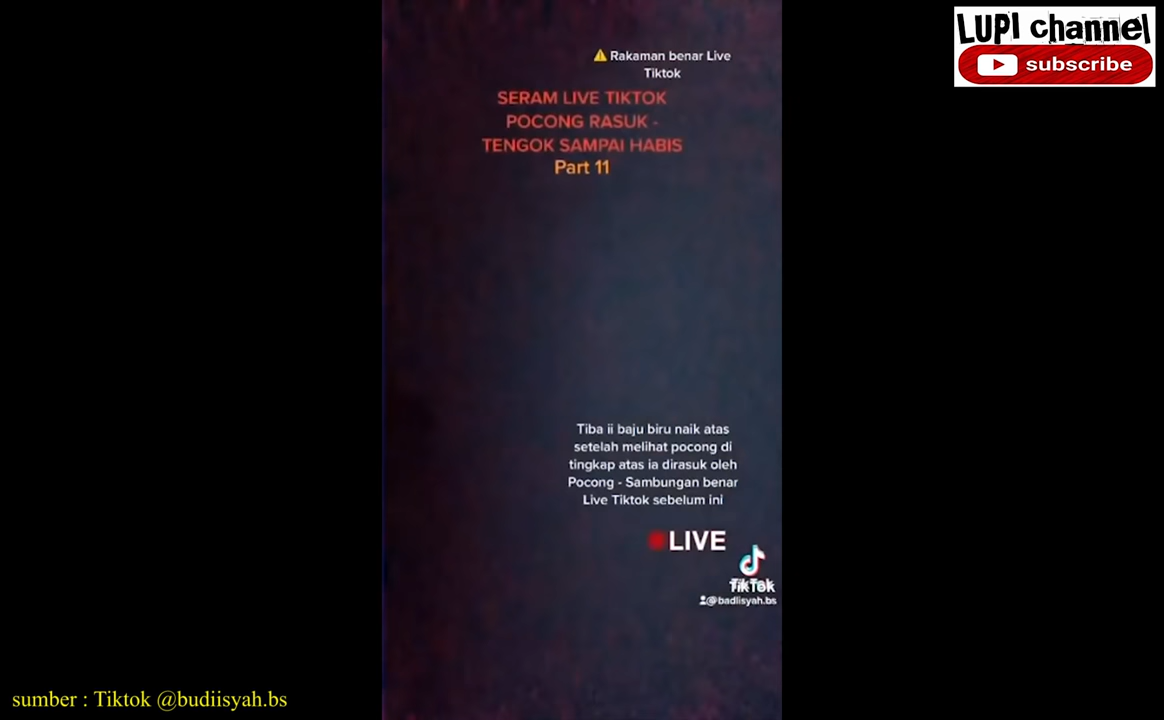 LUPI channel
subscribe
⚠️ Rakaman benar Live
Tiktok
SERAM LIVE TIKTOK
POCONG RASUK -
TENGOK SAMPAI HABIS
Part 11
Tiba ii baju biru naik atas
setelah melihat pocong di
tingkap atas ia dirasuk oleh
Pocong - Sambungan benar
Live Tiktok sebelum ini
LIVE
TikTok
@badlisyah.bs
sumber : Tiktok @budiisyah.bs